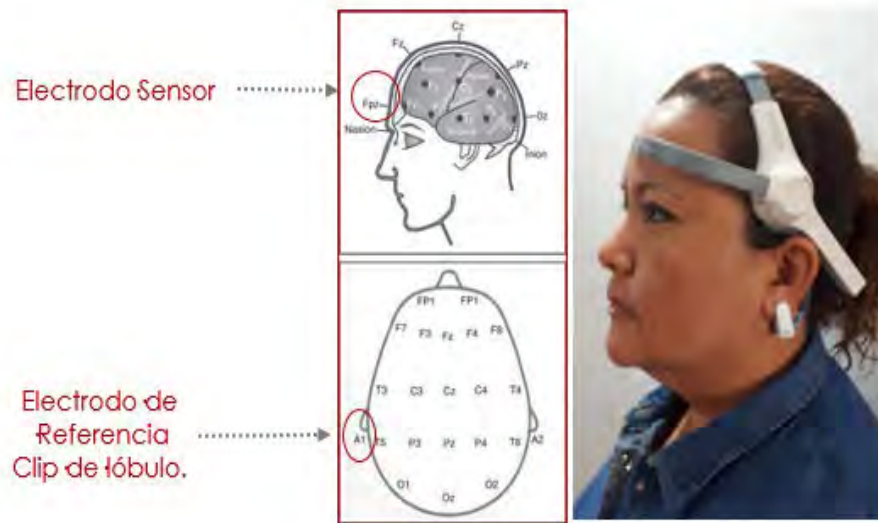 Electrodo Sensor
Cz
Fz
Pz
Fpz
Oz
Nasion
Inion
FP1 FP1
F7 F3 Fz F4 F8
T3 C3 Cz C4 T4
Electrodo de
Referencia
Clip de lóbulo.
A1 T5 P3 Pz P4 T6 A2
O1 O2
Oz